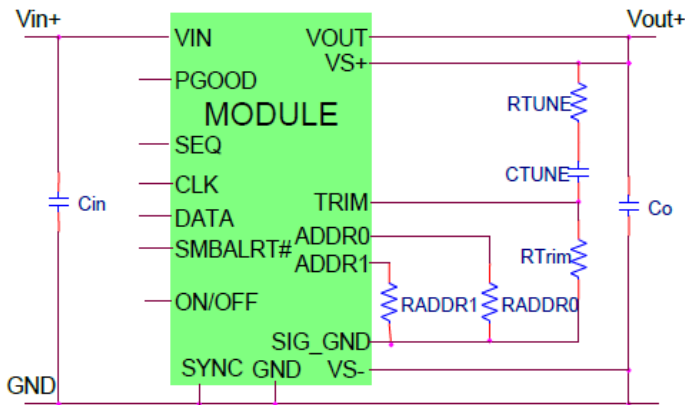 Vin+
Vout+
VIN
VOUT
VS+
PGOOD
RTUNE
MODULE
SEQ
CTUNE
CLK
TRIM
Cin
Co
DATA
ADDR0
SMBALRT#
ADDR1
RTrim
ON/OFF
RADDR1
RADDR0
SIG_GND
SYNC
GND
VS-
GND